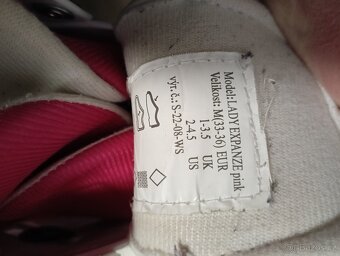 Model:LADY EXPANZE pink
Velikost: M(33-36) EUR
1-3.5 UK
2-4.5 US
výr. č.: S-22-08-WS